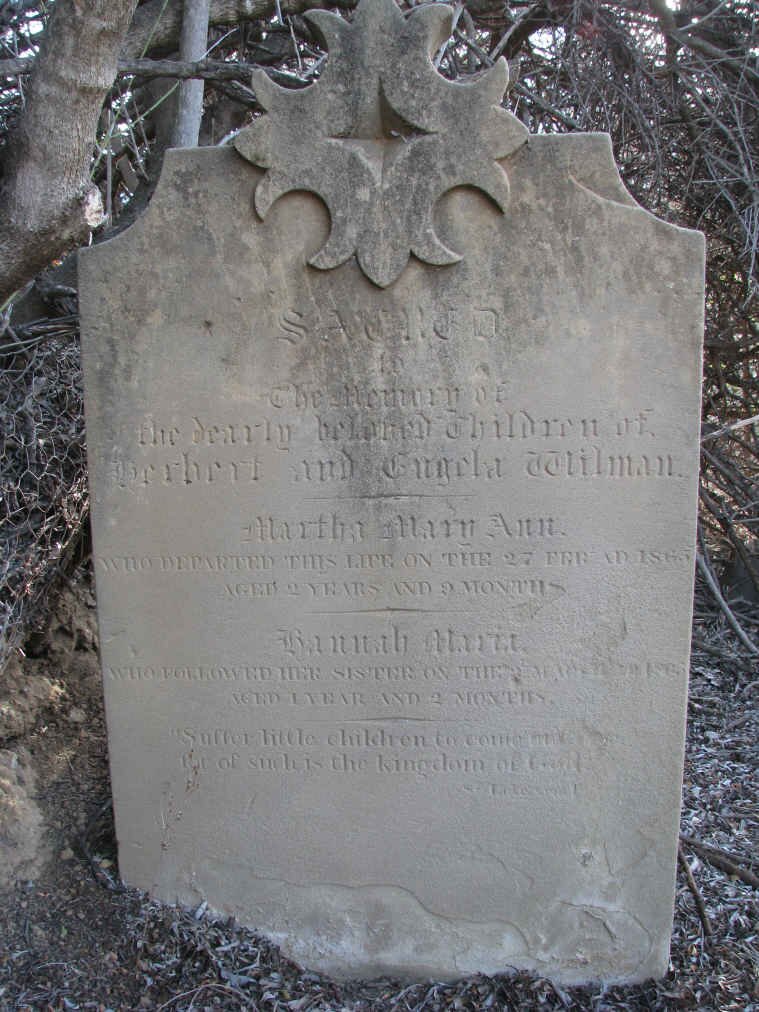 SACRED
to
The Memory of
the dearly beloved Children of
Herbert and Engela Wilman.
Martha Mary Ann.
WHO DEPARTED THIS LIFE ON THE 27 FEB AD 1865
AGED 2 YEARS AND 9 MONTHS
Hannah Maria.
WHO FOLLOWED HER SISTER ON THE
AGED 1 YEAR AND 2 MONTHS.
"Suffer little children to come
for of such is the kingdom of God